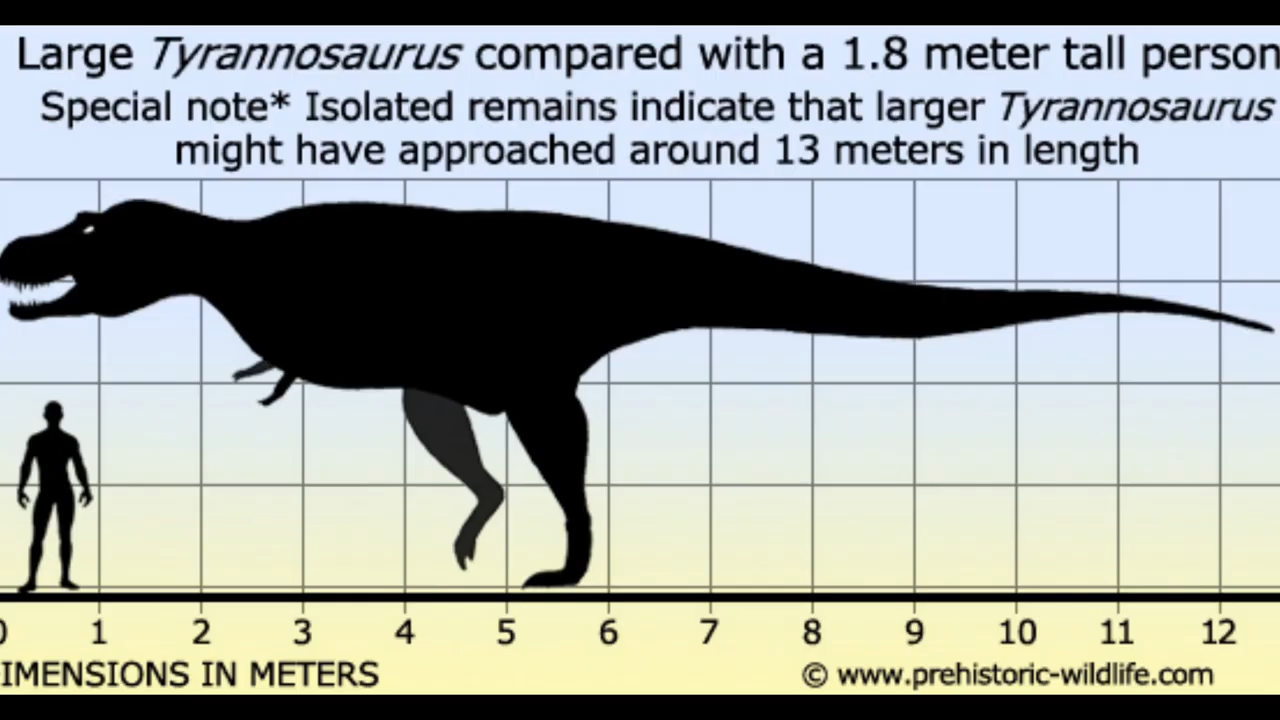 Large Tyrannosaurus compared with a 1.8 meter tall person
Special note* Isolated remains indicate that larger Tyrannosaurus
might have approached around 13 meters in length
0 1 2 3 4 5 6 7 8 9 10 11 12
IMENSIONS IN METERS © www.prehistoric-wildlife.com